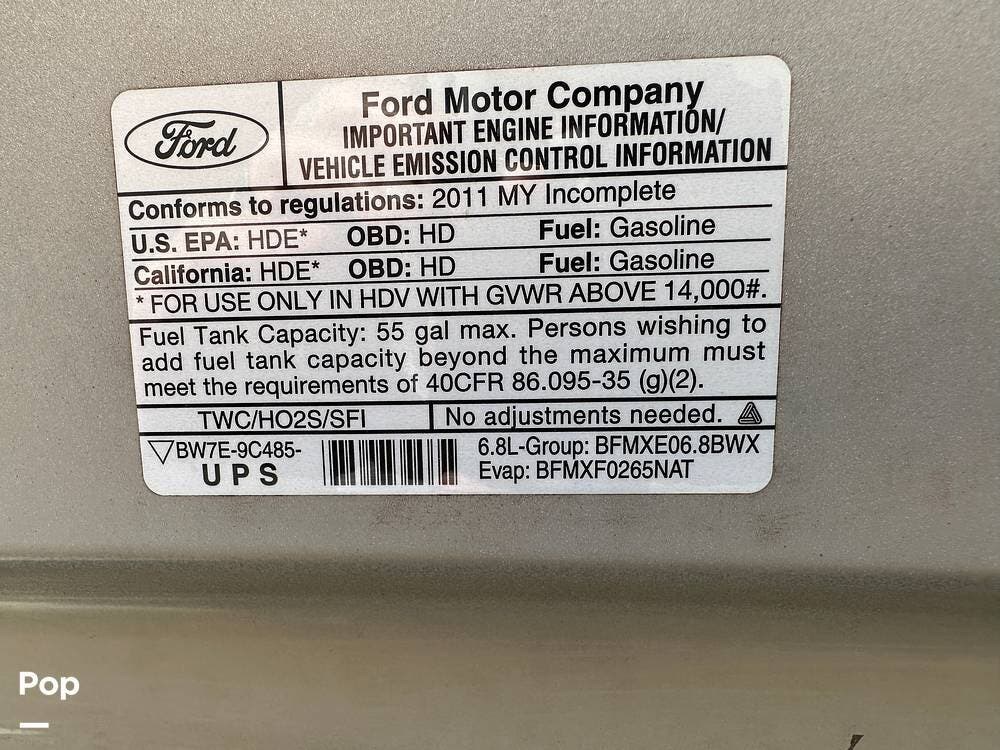 Ford
Ford Motor Company
IMPORTANT ENGINE INFORMATION/
VEHICLE EMISSION CONTROL INFORMATION
Conforms to regulations: 2011 MY Incomplete
U.S. EPA: HDE* OBD: HD Fuel: Gasoline
California: HDE* OBD: HD Fuel: Gasoline
* FOR USE ONLY IN HDV WITH GVWR ABOVE 14,000#.
Fuel Tank Capacity: 55 gal max. Persons wishing to
add fuel tank capacity beyond the maximum must
meet the requirements of 40CFR 86.095-35 (g)(2).
TWC/HO2S/SFI No adjustments needed.
BW7E-9C485-
UPS
6.8L-Group: BFMXE06.8BWX
Evap: BFMXF0265NAT
Pop